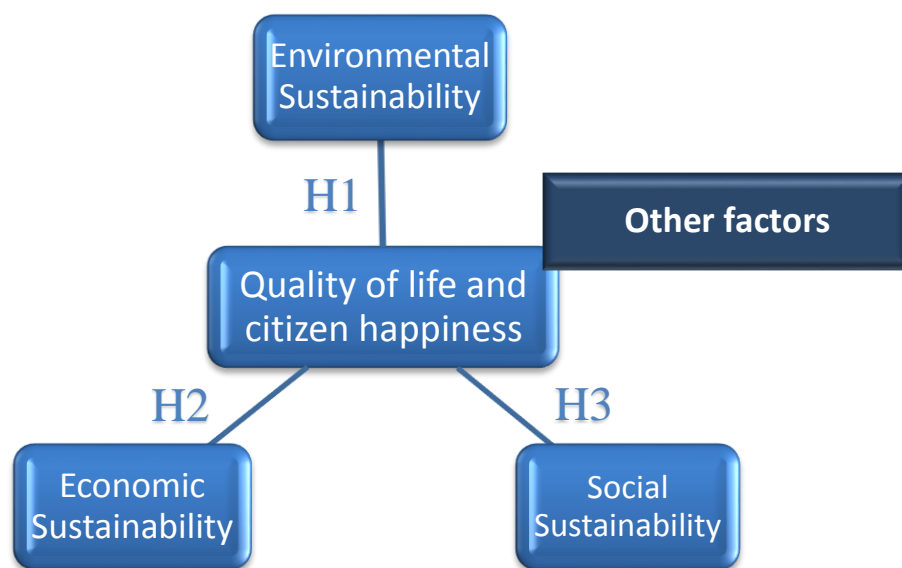 Environmental
Sustainability
H1
Other factors
Quality of life and
citizen happiness
H2
H3
Economic
Sustainability
Social
Sustainability